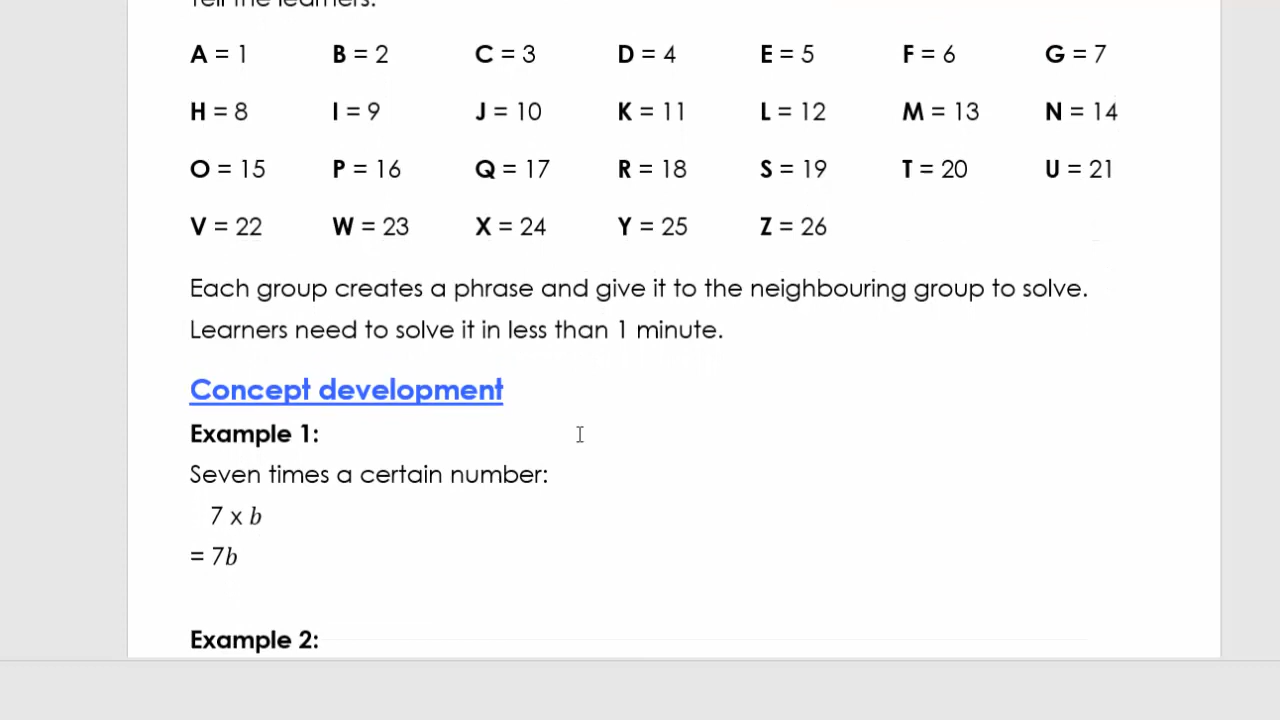 Tell the learners:
A = 1 B = 2 C = 3 D = 4 E = 5 F = 6 G = 7
H = 8 I = 9 J = 10 K = 11 L = 12 M = 13 N = 14
O = 15 P = 16 Q = 17 R = 18 S = 19 T = 20 U = 21
V = 22 W = 23 X = 24 Y = 25 Z = 26
Each group creates a phrase and give it to the neighbouring group to solve.
Learners need to solve it in less than 1 minute.
Concept development
Example 1:
Seven times a certain number:
7 x b
= 7b
Example 2: